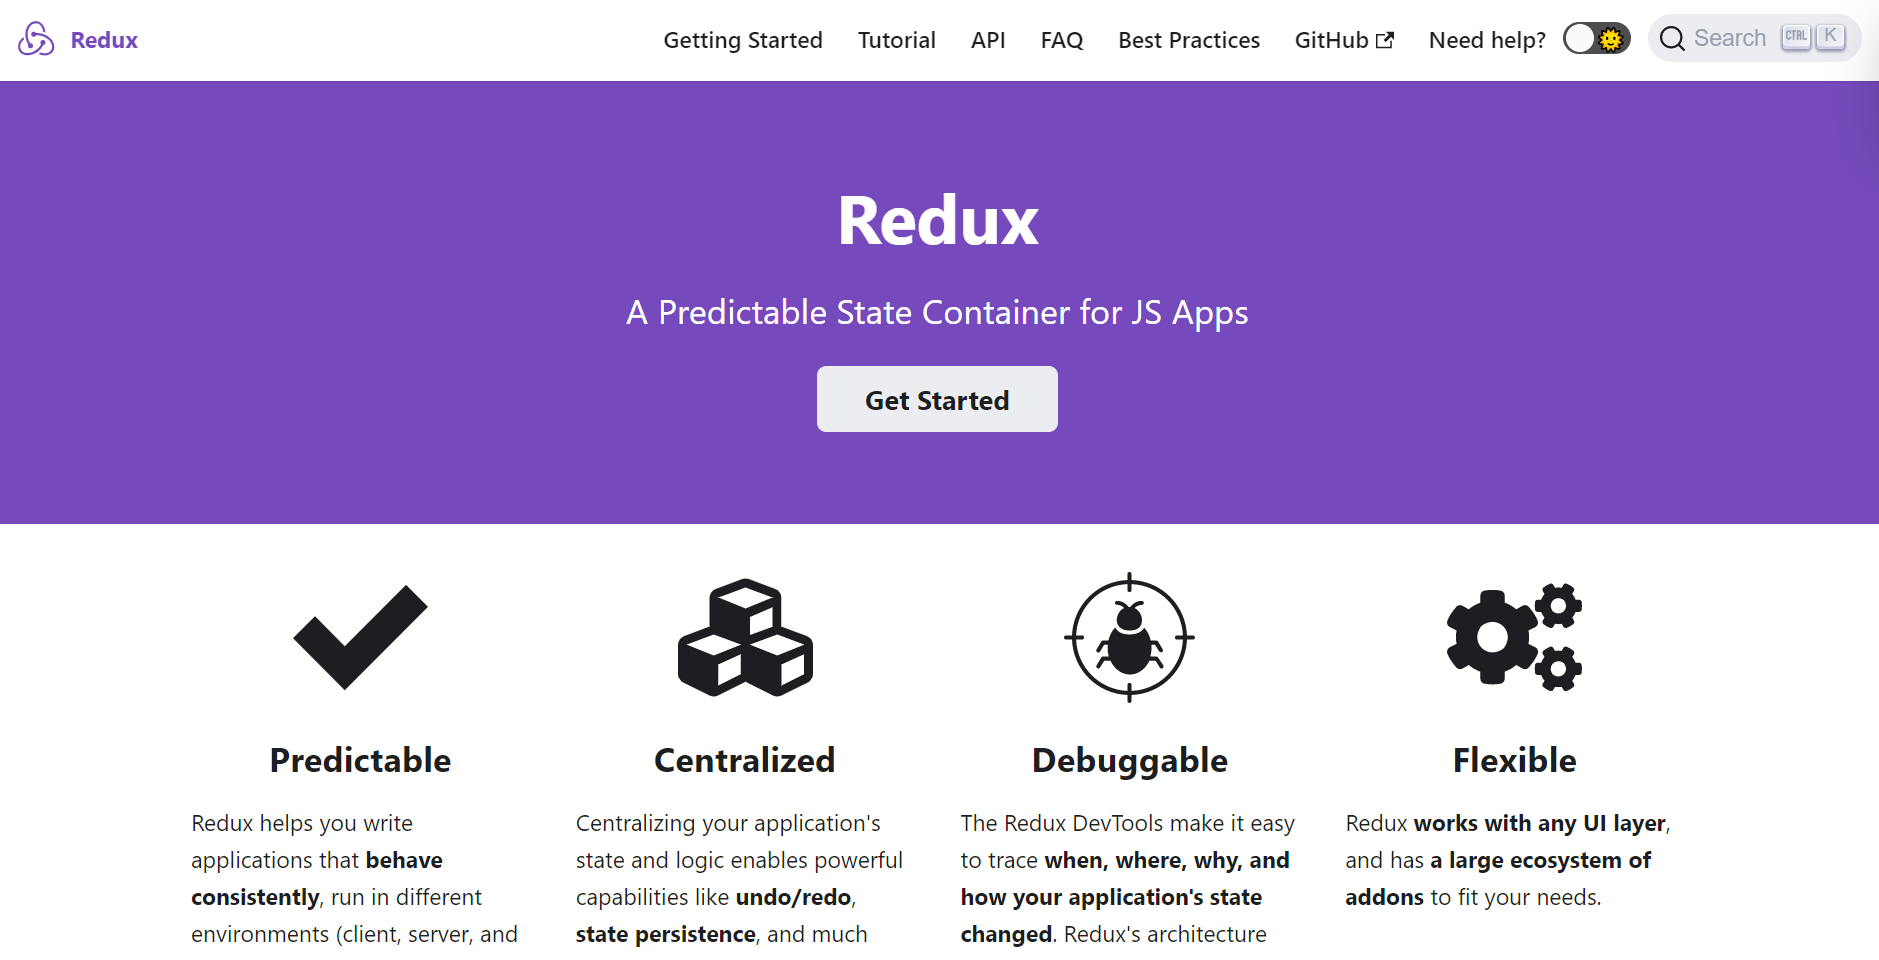 Redux
Getting Started
Tutorial
API
FAQ
Best Practices
GitHub
Need help?
Search
CTRL
K
Redux
A Predictable State Container for JS Apps
Get Started
Predictable
Redux helps you write
applications that behave
consistently, run in different
environments (client, server, and
Centralized
Centralizing your application's
state and logic enables powerful
capabilities like undo/redo,
state persistence, and much
Debuggable
The Redux DevTools make it easy
to trace when, where, why, and
how your application's state
changed. Redux's architecture
Flexible
Redux works with any UI layer,
and has a large ecosystem of
addons to fit your needs.